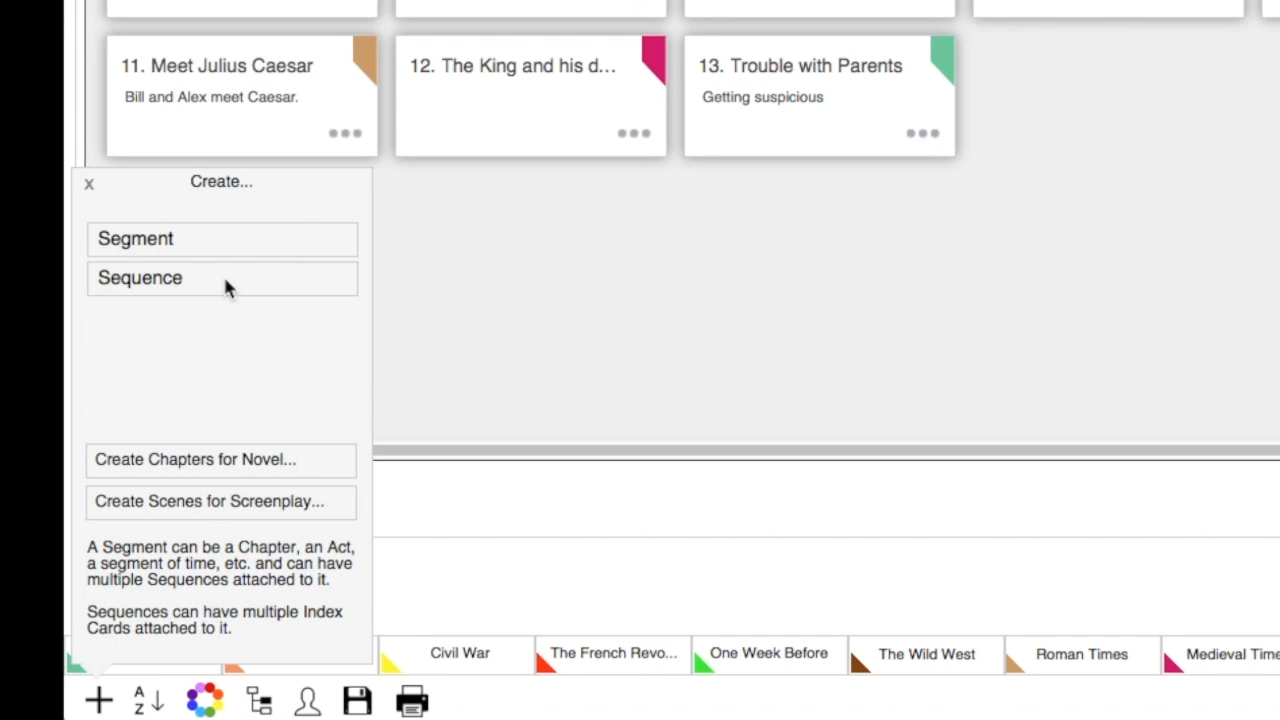 11. Meet Julius Caesar
Bill and Alex meet Caesar.
12. The King and his d...
13. Trouble with Parents
Getting suspicious
x
Create...
Segment
Sequence
Create Chapters for Novel...
Create Scenes for Screenplay...
A Segment can be a Chapter, an Act,
a segment of time, etc. and can have
multiple Sequences attached to it.
Sequences can have multiple Index
Cards attached to it.
Civil War
The French Revo...
One Week Before
The Wild West
Roman Times
Medieval Time
A
Z